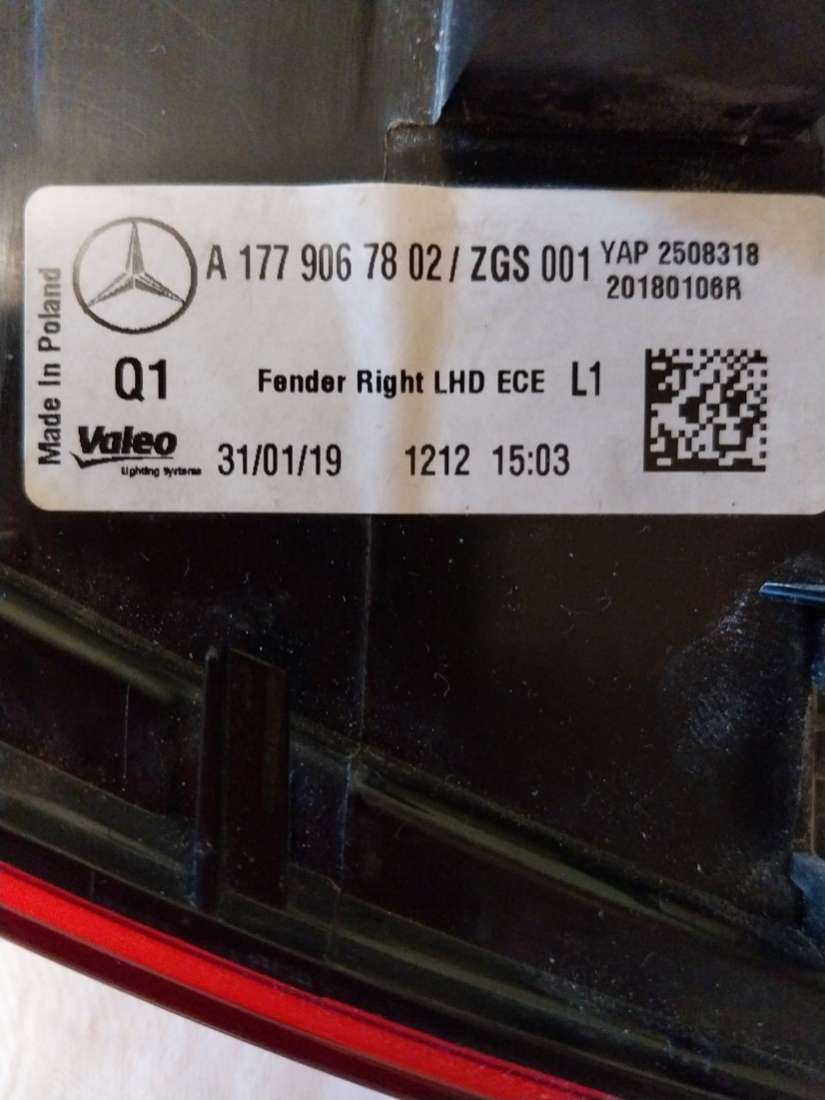 Made In Poland
A 177 906 78 02 / ZGS 001
YAP 2508318
20180106R
Q1
Fender Right LHD ECE L1
Valeo
Lighting Systems
31/01/19 1212 15:03